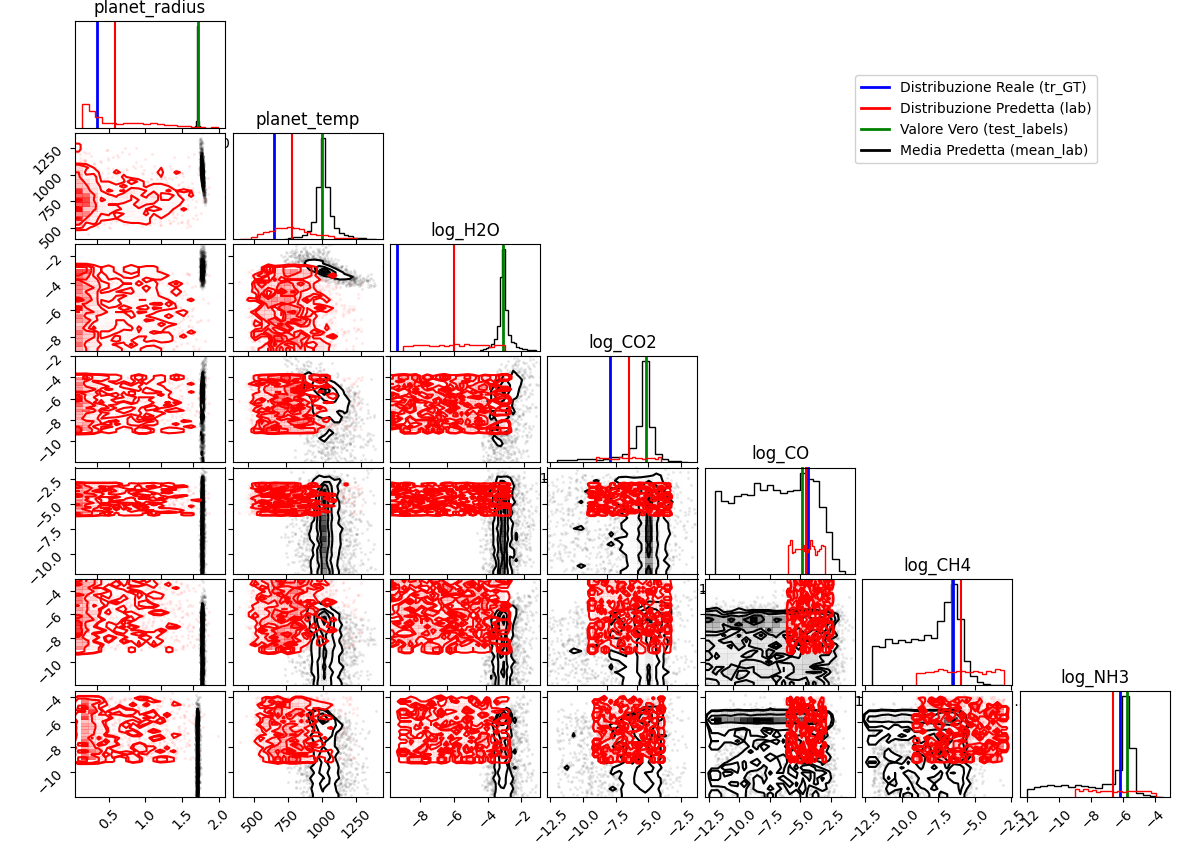 planet_radius
Distribuzione Reale (tr_GT)
Distribuzione Predetta (lab)
Valore Vero (test_labels)
Media Predetta (mean_lab)
planet_temp
1250
1000
750
500
log_H2O
−2
−4
−6
−8
log_CO2
−2
−4
−6
−8
−10
log_CO
−2.5
−5.0
−7.5
−10.0
log_CH4
−4
−6
−8
−10
log_NH3
−4
−6
−8
−10
0.5 1.0 1.5 2.0 500 750 1000 1250 −8 −6 −4 −2 −12.5 −10.0 −7.5 −5.0 −2.5 −12.5 −10.0 −7.5 −5.0 −2.5 −12.5 −10.0 −7.5 −5.0 −2.5 −12 −10 −8 −6 −4